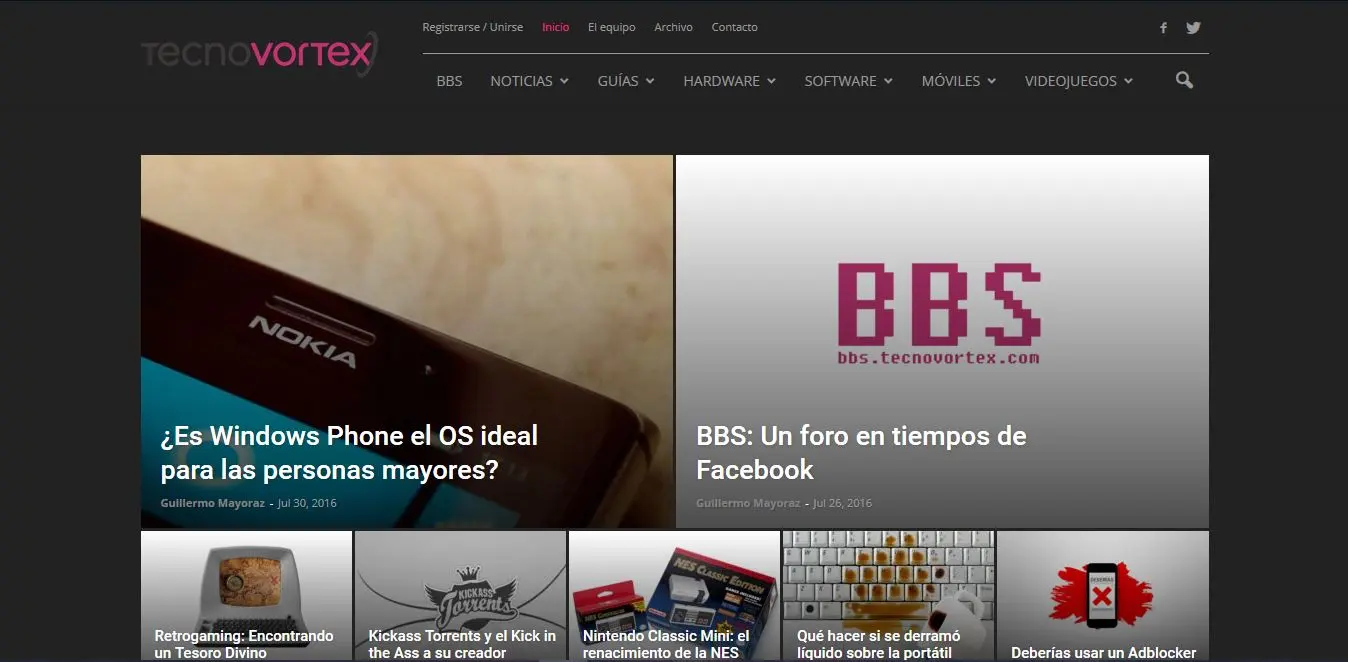 Registrarse / Unirse Inicio El equipo Archivo Contacto
TECNOVORTEX
BBS NOTICIAS GUÍAS HARDWARE SOFTWARE MÓVILES VIDEOJUEGOS
NOKIA
¿Es Windows Phone el OS ideal
para las personas mayores?
Guillermo Mayoraz - Jul 30, 2016
BBS
bbs.tecnovortex.com
BBS: Un foro en tiempos de
Facebook
Guillermo Mayoraz - Jul 26, 2016
Retrogaming: Encontrando
un Tesoro Divino
KICKASS
Torrents
Kickass Torrents y el Kick in
the Ass a su creador
NES CLASSIC EDITION
Nintendo Classic Mini: el
renacimiento de la NES
Qué hacer si se derramó
líquido sobre la portátil
Deberías usar un Adblocker